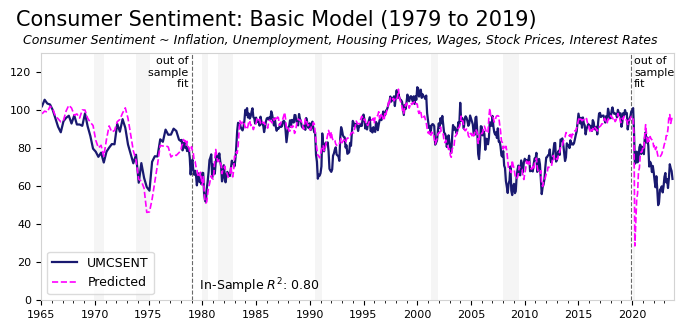 Consumer Sentiment: Basic Model (1979 to 2019)
Consumer Sentiment ~ Inflation, Unemployment, Housing Prices, Wages, Stock Prices, Interest Rates
out of
sample
fit
out of
sample
fit
120
100
80
60
40
20
0
UMCSENT
Predicted
In-Sample R²: 0.80
1965 1970 1975 1980 1985 1990 1995 2000 2005 2010 2015 2020